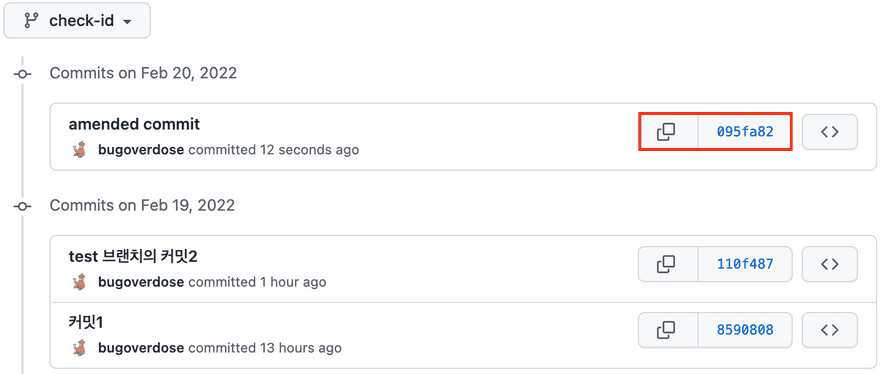 check-id
Commits on Feb 20, 2022
amended commit
095fa82
bugoverdose committed 12 seconds ago
Commits on Feb 19, 2022
test 브랜치의 커밋2
110f487
bugoverdose committed 1 hour ago
커밋1
8590808
bugoverdose committed 13 hours ago